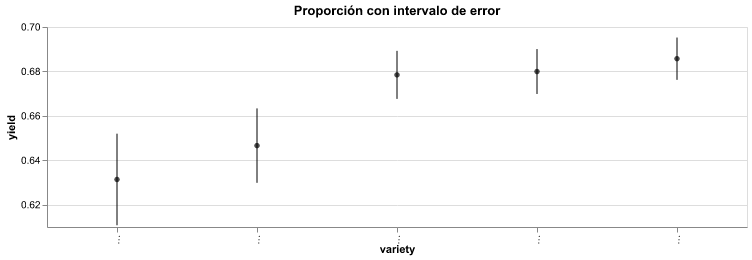 Proporción con intervalo de error
0.70
0.68
0.66
0.64
0.62
yield
… … … … …
variety